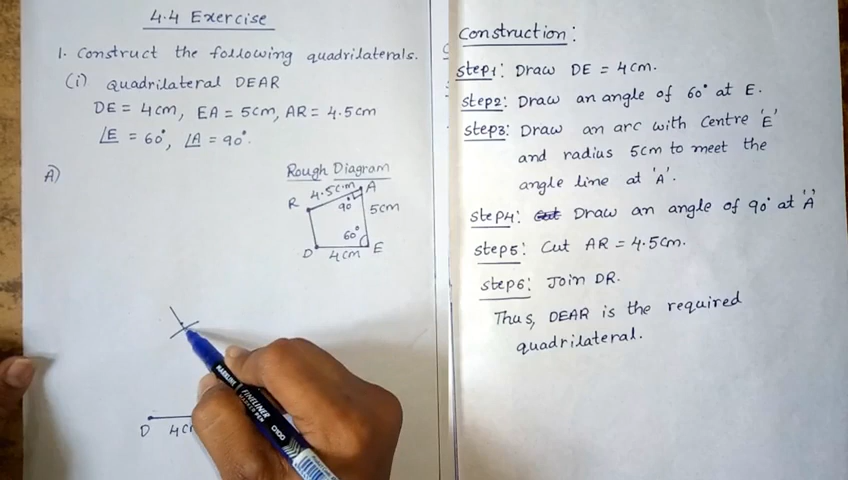 4.4 Exercise
1. Construct the following quadrilaterals.
(i) quadrilateral DEAR
DE = 4cm, EA = 5cm, AR = 4.5cm
∠E = 60°, ∠A = 90°.
A)
Rough Diagram
4.5c.m A
R 90° 5cm
60°
D 4cm E
D 4c
FINELINER
Construction:
Step1: Draw DE = 4cm.
Step2: Draw an angle of 60° at E.
Step3: Draw an arc with centre 'E'
and radius 5cm to meet the
angle line at 'A'.
Step4: Draw an angle of 90° at 'A'
Step5: Cut AR = 4.5cm.
Step6: Join DR.
Thus, DEAR is the required
quadrilateral.